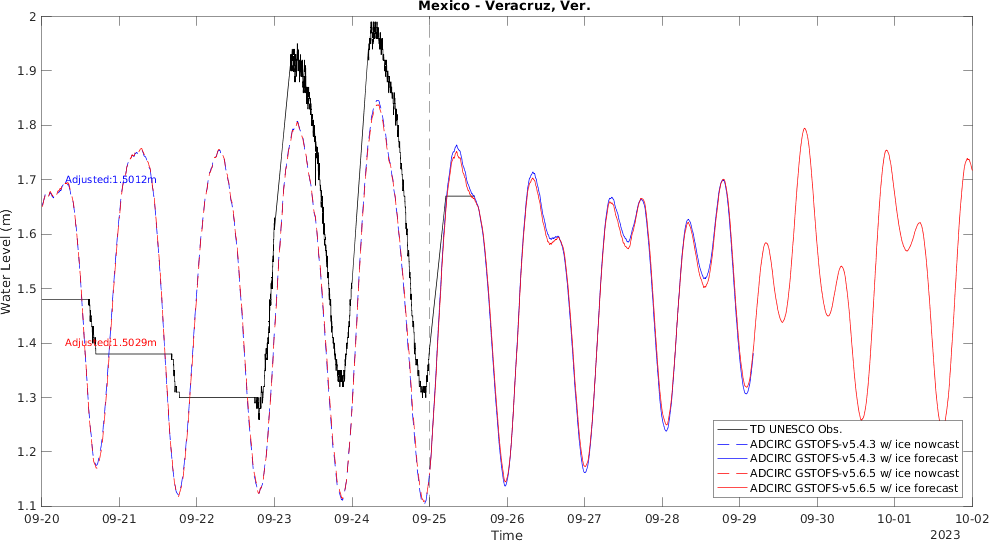 Mexico - Veracruz, Ver.
Water Level (m)
2
1.9
1.8
1.7
1.6
1.5
1.4
1.3
1.2
1.1
Adjusted:1.5012m
Adjusted:1.5029m
TD UNESCO Obs.
ADCIRC GSTOFS-v5.4.3 w/ ice nowcast
ADCIRC GSTOFS-v5.4.3 w/ ice forecast
ADCIRC GSTOFS-v5.6.5 w/ ice nowcast
ADCIRC GSTOFS-v5.6.5 w/ ice forecast
09-20 09-21 09-22 09-23 09-24 09-25 09-26 09-27 09-28 09-29 09-30 10-01 10-02
Time
2023